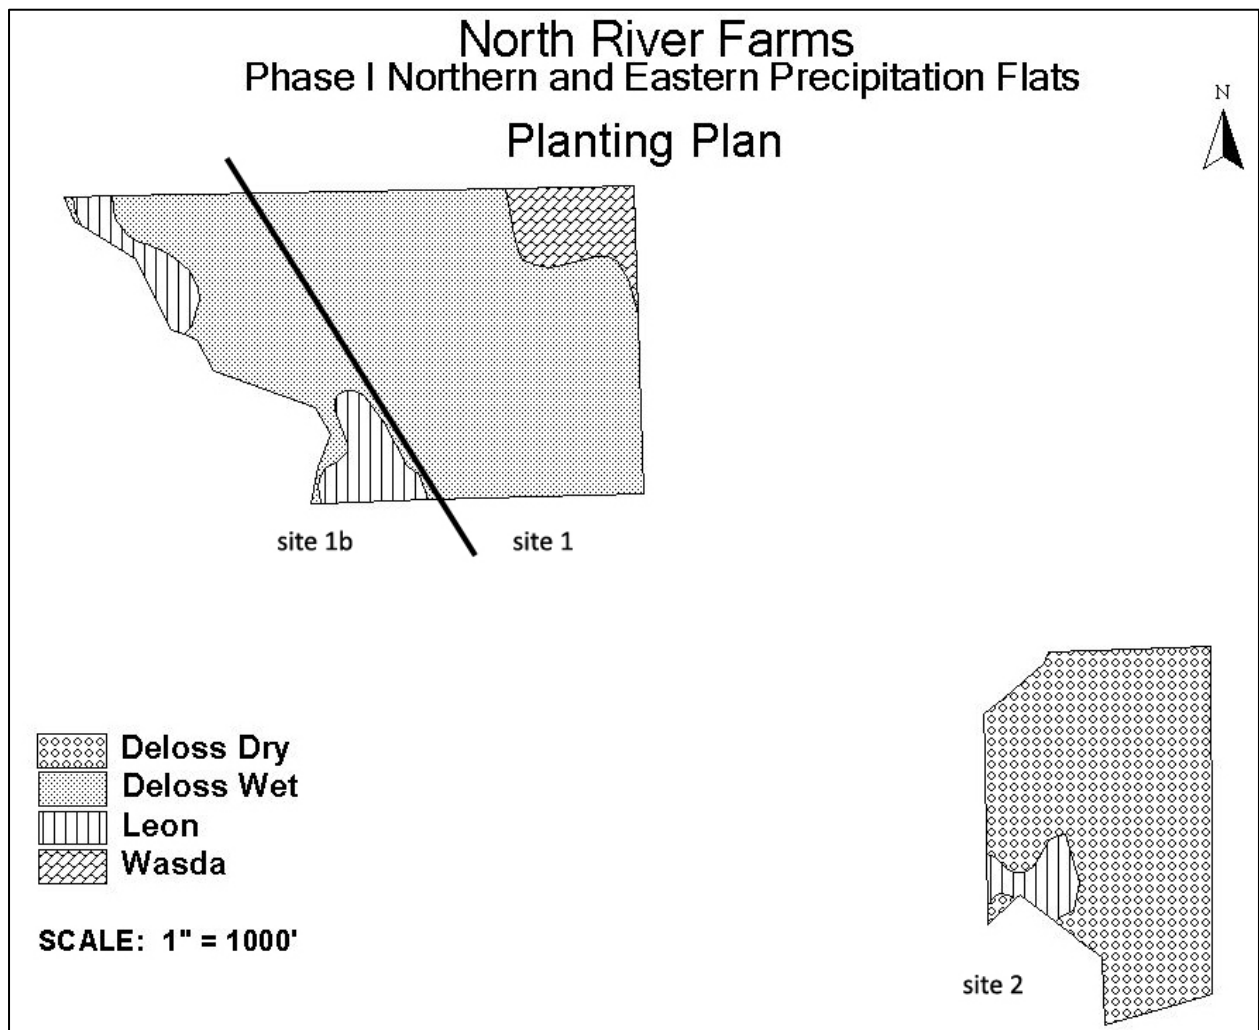 North River Farms
Phase I Northern and Eastern Precipitation Flats
Planting Plan
N
site 1b
site 1
Deloss Dry
Deloss Wet
Leon
Wasda
SCALE: 1" = 1000'
site 2